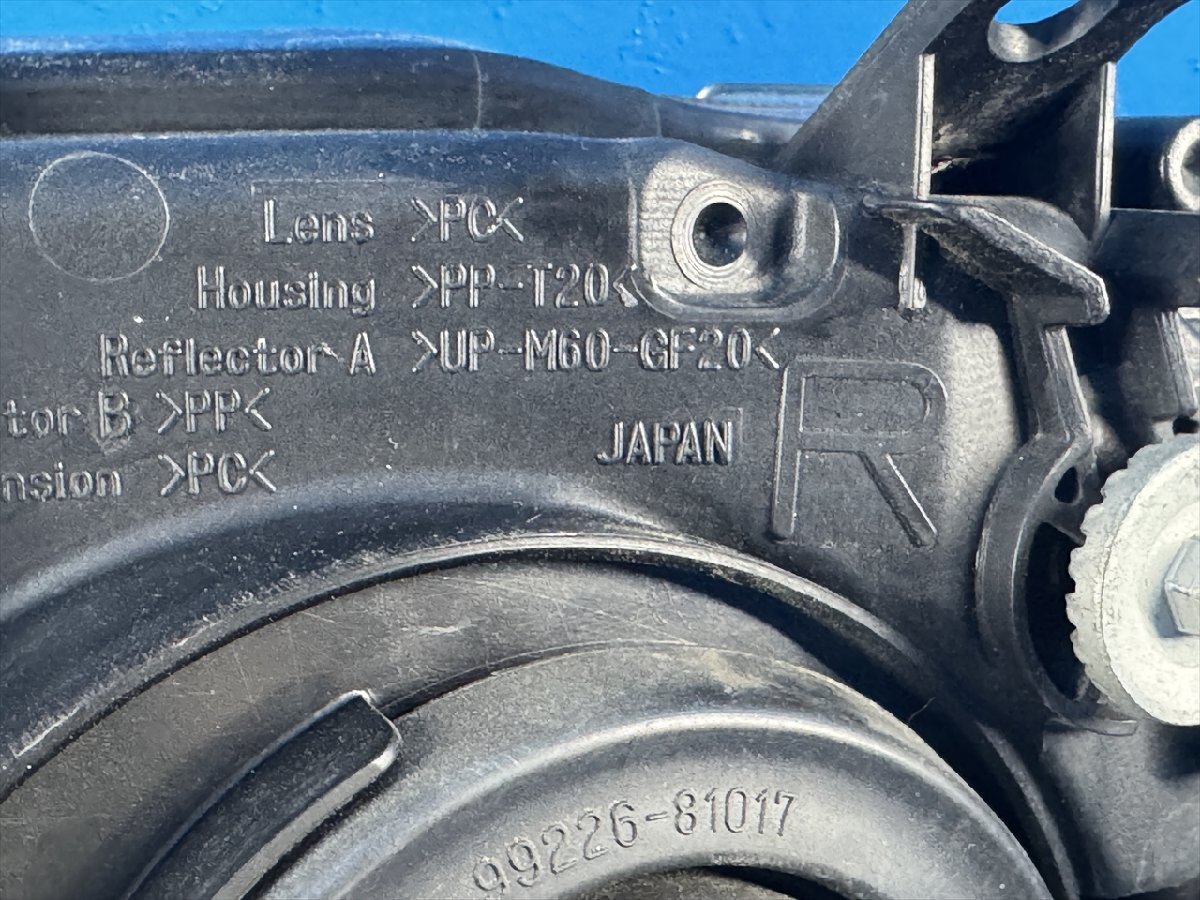 Lens >PC<
Housing >PP-T20<
Reflector A >UP-M60-GF20<
tor B >PP<
nsion >PC<
JAPAN
R
99226-81017